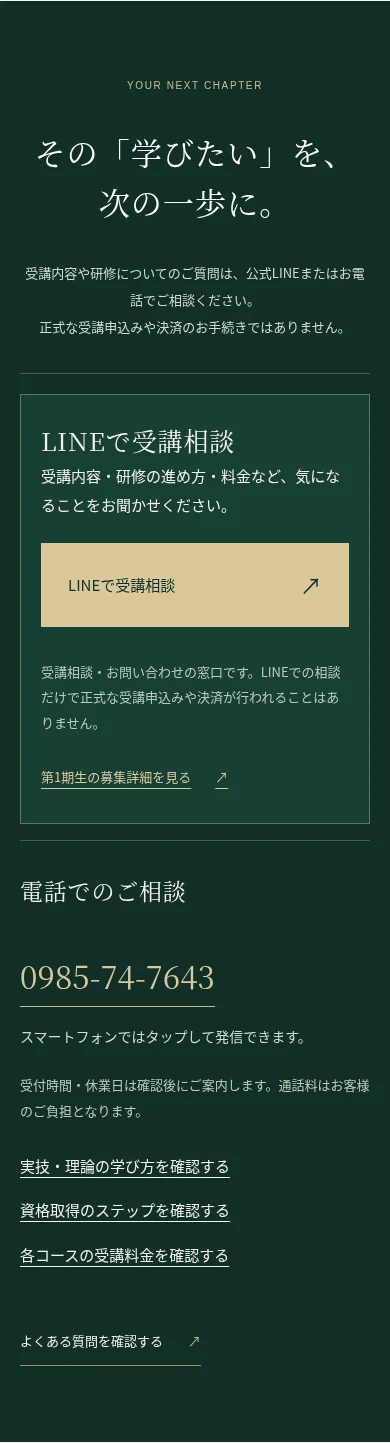 YOUR NEXT CHAPTER
その「学びたい」を、
次の一歩に。
受講内容や研修についてのご質問は、公式LINEまたはお電
話でご相談ください。
正式な受講申込みや決済のお手続きではありません。
LINEで受講相談
受講内容・研修の進め方・料金など、気にな
ることをお聞かせください。
LINEで受講相談 ↗
受講相談・お問い合わせの窓口です。LINEでの相談
だけで正式な受講申込みや決済が行われることはあ
りません。
第1期生の募集詳細を見る ↗
電話でのご相談
0985-74-7643
スマートフォンではタップして発信できます。
受付時間・休業日は確認後にご案内します。通話料はお客様
のご負担となります。
実技・理論の学び方を確認する
資格取得のステップを確認する
各コースの受講料金を確認する
よくある質問を確認する ↗